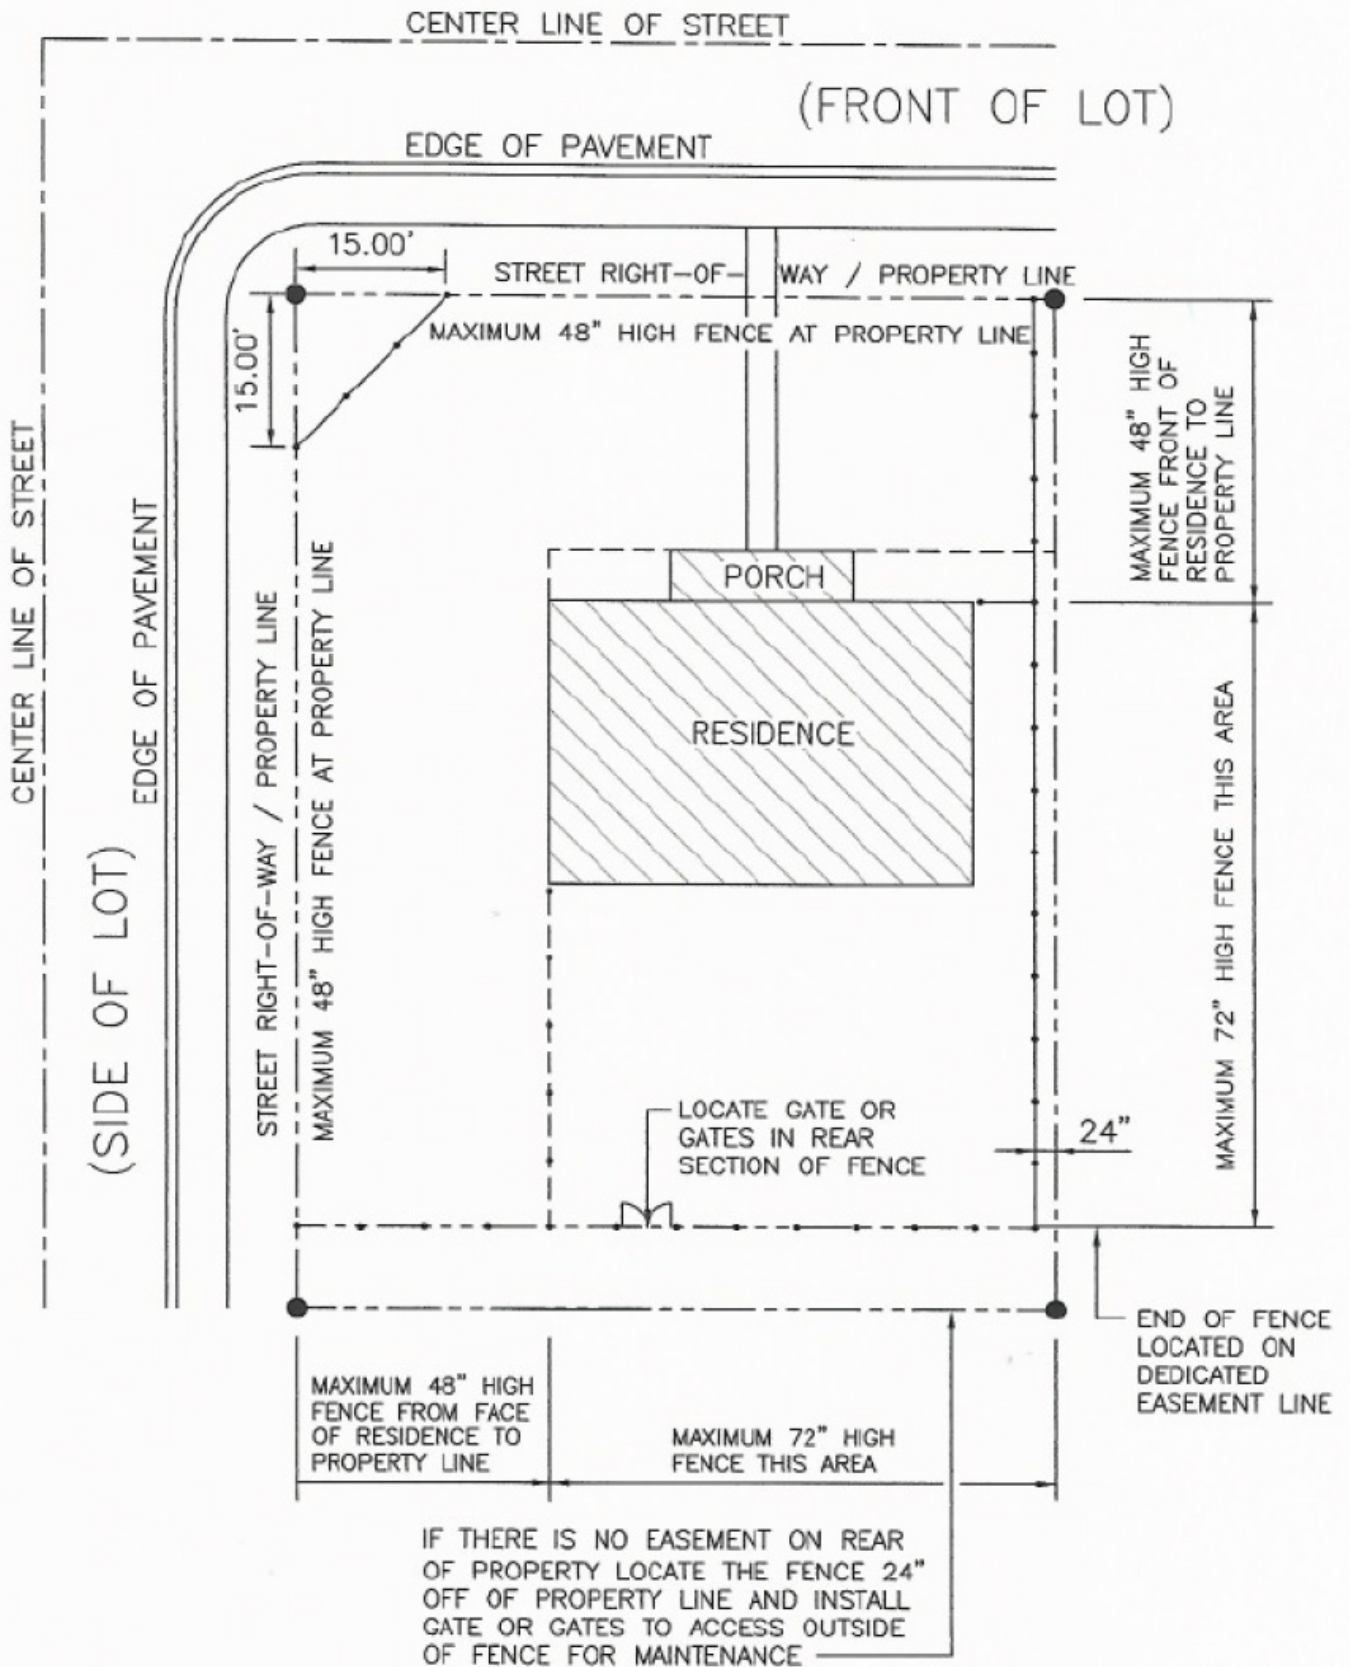 CENTER LINE OF STREET
(FRONT OF LOT)
EDGE OF PAVEMENT
15.00'
STREET RIGHT-OF-WAY / PROPERTY LINE
MAXIMUM 48" HIGH FENCE AT PROPERTY LINE
15.00'
MAXIMUM 48" HIGH
FENCE FRONT OF
RESIDENCE TO
PROPERTY LINE
CENTER LINE OF STREET
EDGE OF PAVEMENT
(SIDE OF LOT)
STREET RIGHT-OF-WAY / PROPERTY LINE
MAXIMUM 48" HIGH FENCE AT PROPERTY LINE
PORCH
RESIDENCE
MAXIMUM 72" HIGH FENCE THIS AREA
LOCATE GATE OR
GATES IN REAR
SECTION OF FENCE
24"
END OF FENCE
LOCATED ON
DEDICATED
EASEMENT LINE
MAXIMUM 48" HIGH
FENCE FROM FACE
OF RESIDENCE TO
PROPERTY LINE
MAXIMUM 72" HIGH
FENCE THIS AREA
IF THERE IS NO EASEMENT ON REAR
OF PROPERTY LOCATE THE FENCE 24"
OFF OF PROPERTY LINE AND INSTALL
GATE OR GATES TO ACCESS OUTSIDE
OF FENCE FOR MAINTENANCE